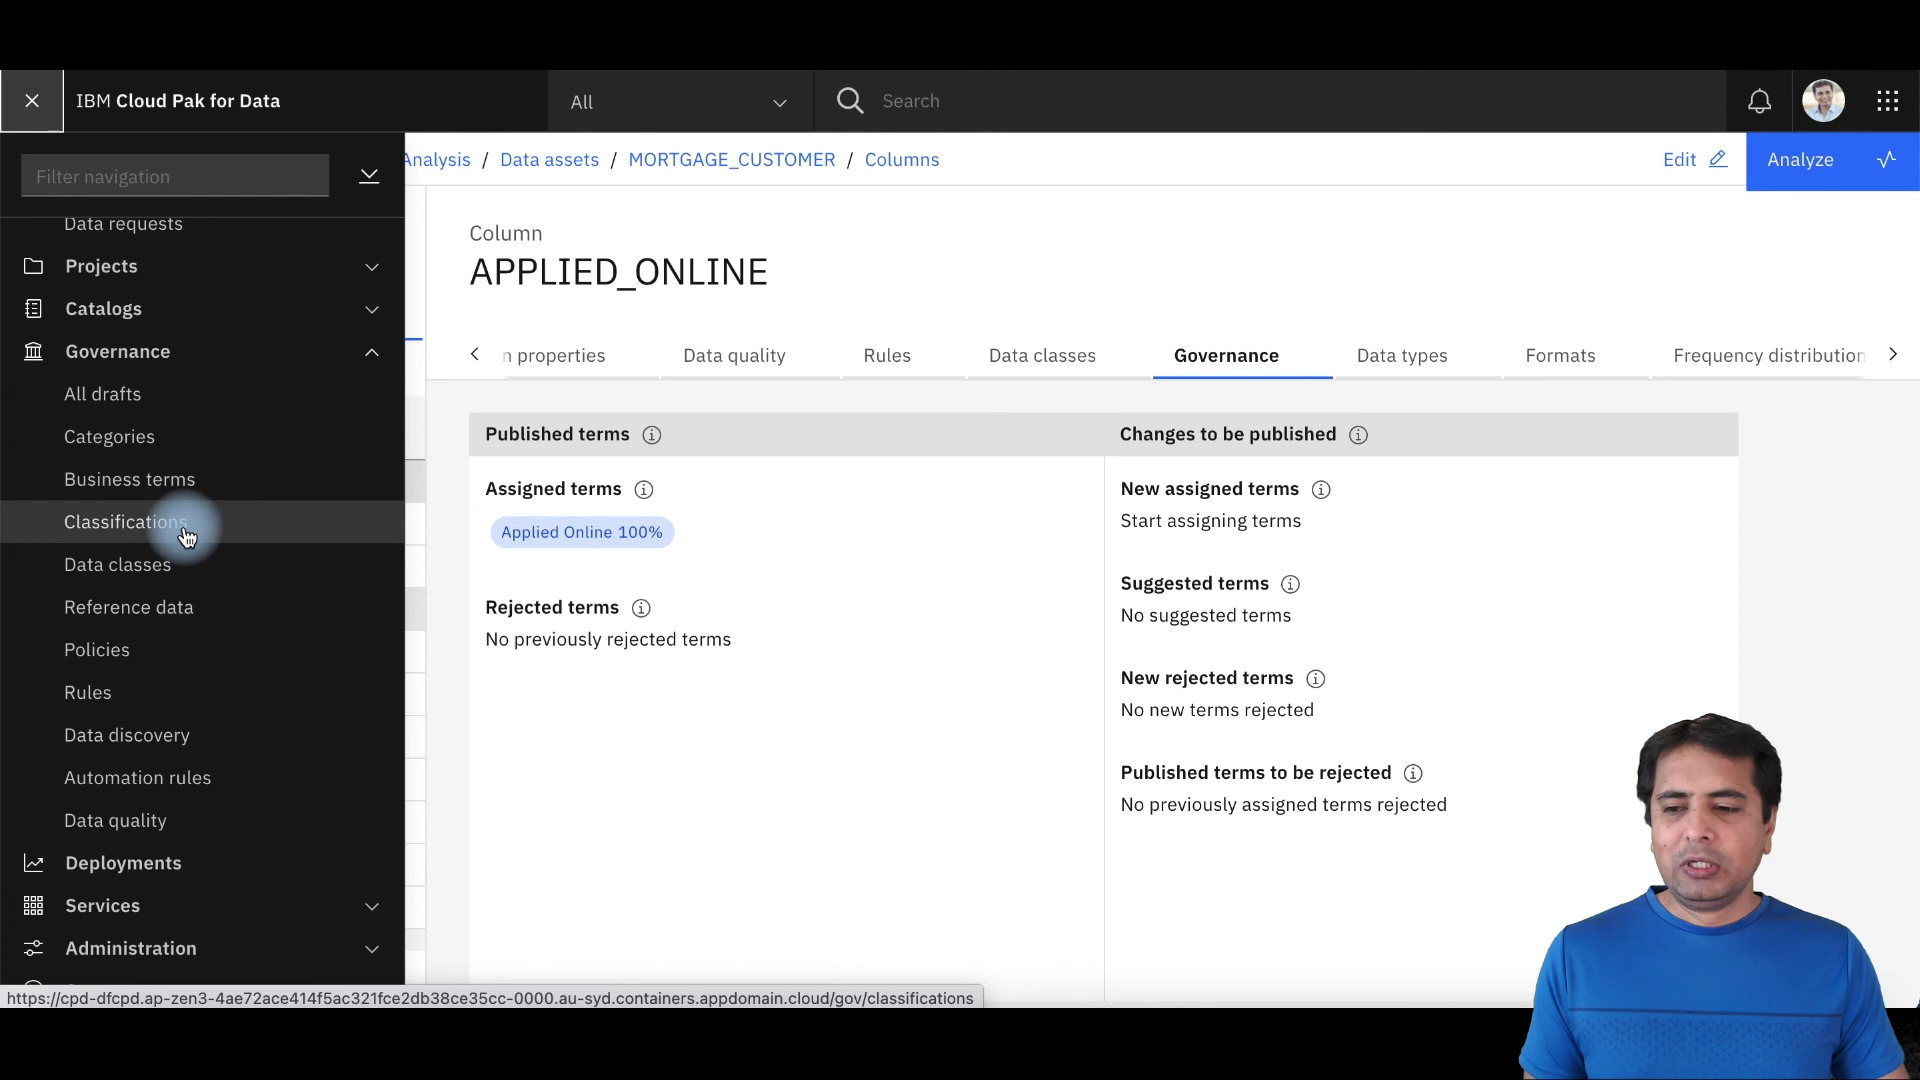 IBM Cloud Pak for Data
All
Search
Filter navigation
Analysis / Data assets / MORTGAGE_CUSTOMER / Columns
Edit
Analyze
Data requests
Projects
Catalogs
Governance
All drafts
Categories
Business terms
Classifications
Data classes
Reference data
Policies
Rules
Data discovery
Automation rules
Data quality
Deployments
Services
Administration
Column
APPLIED_ONLINE
n properties
Data quality
Rules
Data classes
Governance
Data types
Formats
Frequency distribution
Published terms
Assigned terms
Applied Online 100%
Rejected terms
No previously rejected terms
Changes to be published
New assigned terms
Start assigning terms
Suggested terms
No suggested terms
New rejected terms
No new terms rejected
Published terms to be rejected
No previously assigned terms rejected
https://cpd-dfcpd.ap-zen3-4ae72ace414f5ac321fce2db38ce35cc-0000.au-syd.containers.appdomain.cloud/gov/classifications